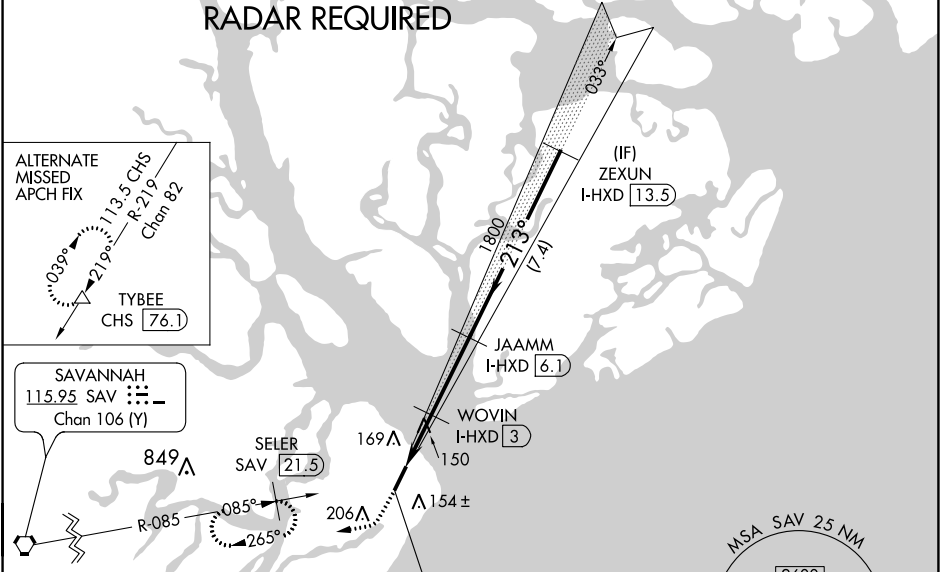 RADAR REQUIRED
033°
(IF)
ZEXUN
I-HXD 13.5
1800
213°
(7.4)
ALTERNATE
MISSED
APCH FIX
113.5 CHS
R-219
Chan 82
039°
219°
TYBEE
CHS 76.1
JAAMM
I-HXD 6.1
SAVANNAH
115.95 SAV
Chan 106 (Y)
WOVIN
I-HXD 3
169
150
SELER
SAV 21.5
849
154 ±
206
R-085
085°
265°
MSA SAV 25 NM